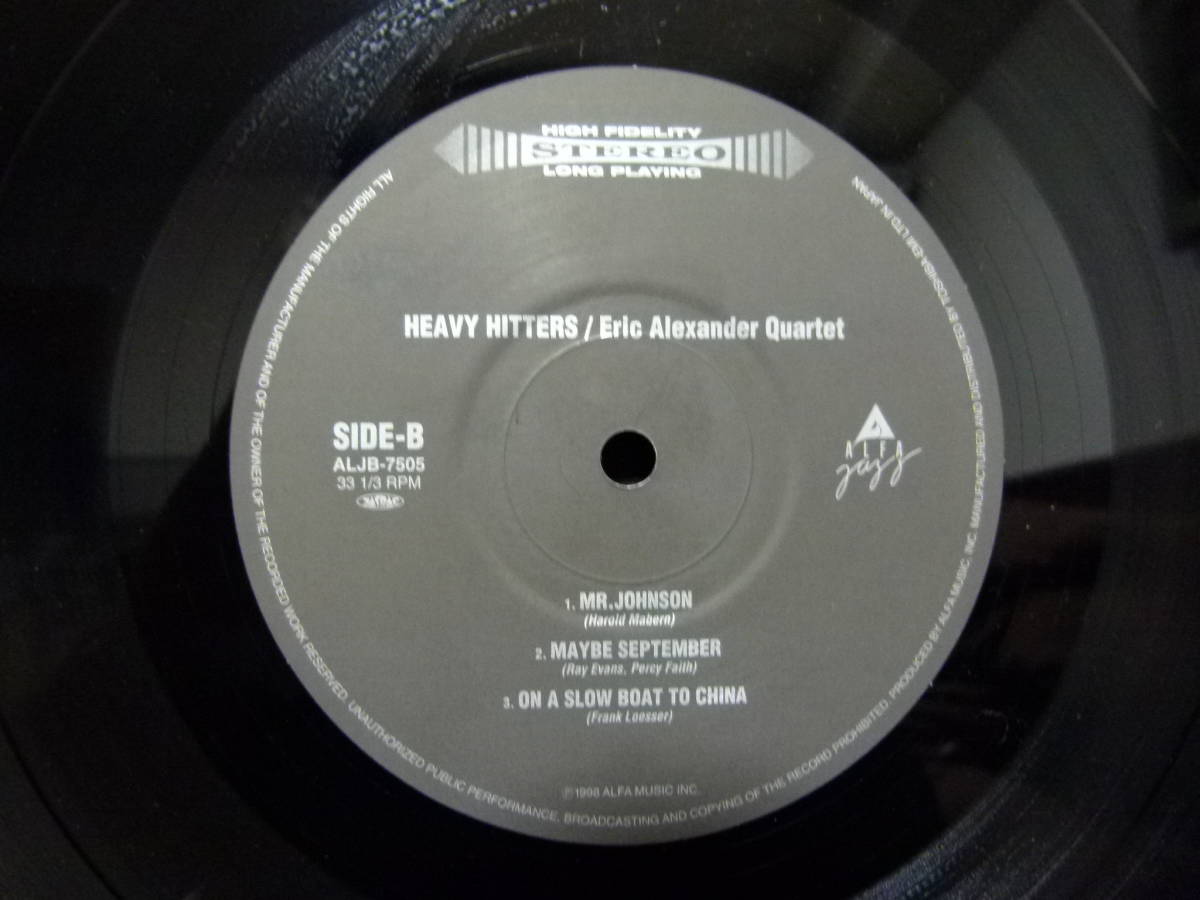 HIGH FIDELITY
STEREO
LONG PLAYING
HEAVY HITTERS / Eric Alexander Quartet
SIDE-B
ALJB-7505
33 1/3 RPM
ALFA
jazz
1. MR.JOHNSON
(Harold Mabern)
2. MAYBE SEPTEMBER
(Ray Evans, Percy Faith)
3. ON A SLOW BOAT TO CHINA
(Frank Loesser)
℗1998 ALFA MUSIC INC.
ALL RIGHTS OF THE MANUFACTURER AND OF THE OWNER OF THE RECORDED WORK RESERVED. UNAUTHORIZED PUBLIC PERFORMANCE. BROADCASTING AND COPYING OF THE RECORD PROHIBITED. PRODUCED BY ALFA MUSIC, INC. MANUFACTURED AND DISTRIBUTED BY TOSHIBA-EMI LTD. IN JAPAN